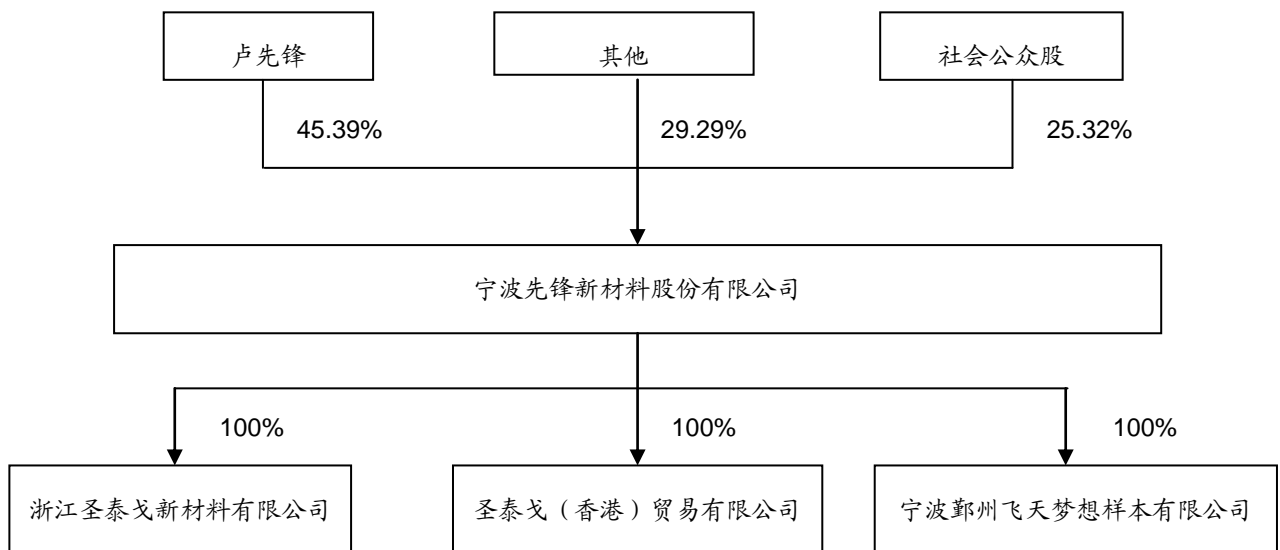 卢先锋
其他
社会公众股
45.39%
29.29%
25.32%
宁波先锋新材料股份有限公司
100%
100%
100%
浙江圣泰戈新材料有限公司
圣泰戈（香港）贸易有限公司
宁波鄞州飞天梦想样本有限公司